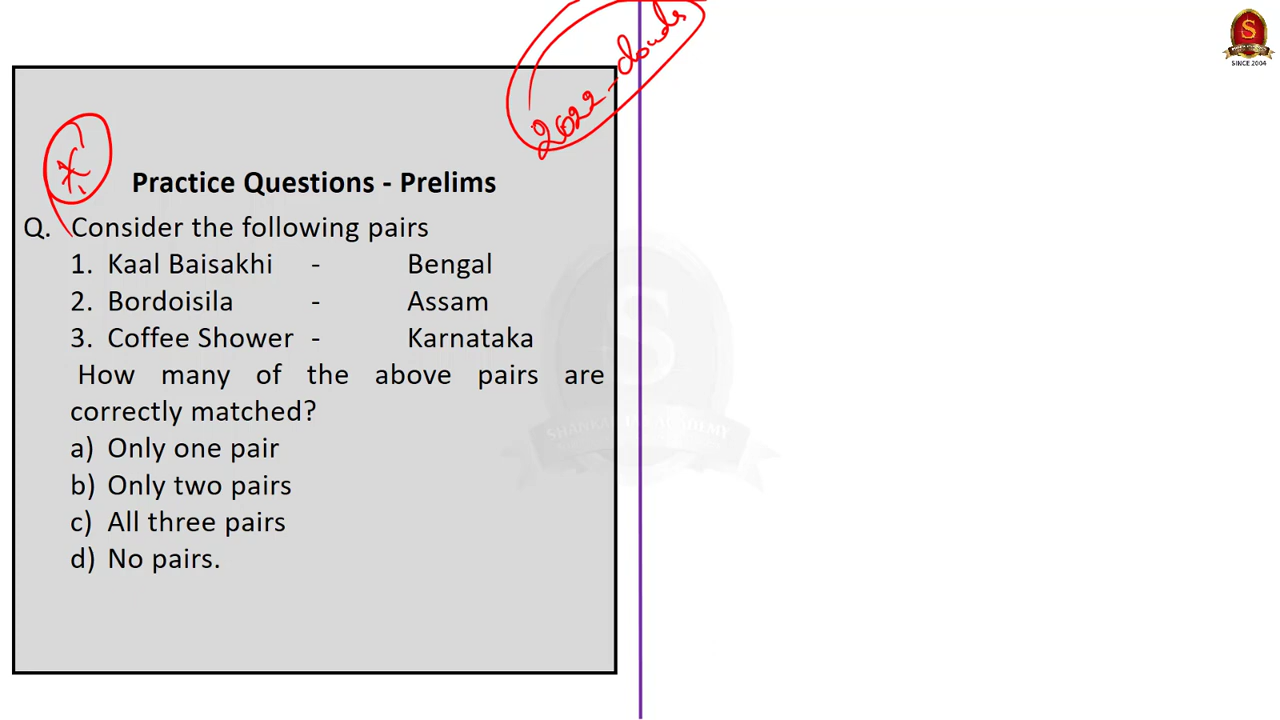 2022 - clouds
S
SINCE 2004
Practice Questions - Prelims
Q. Consider the following pairs
1. Kaal Baisakhi - Bengal
2. Bordoisila - Assam
3. Coffee Shower - Karnataka
How many of the above pairs are
correctly matched?
a) Only one pair
b) Only two pairs
c) All three pairs
d) No pairs.